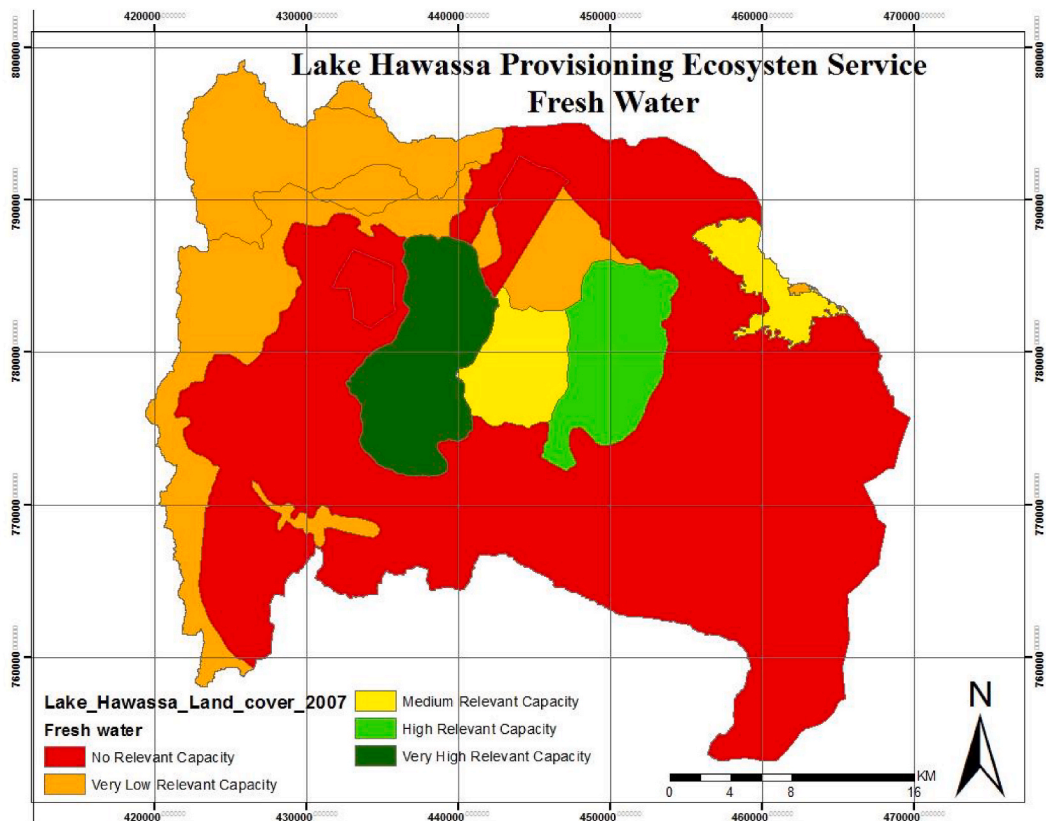 420000 430000 440000 450000 460000 470000
Lake Hawassa Provisioning Ecosysten Service
Fresh Water
800000 800000
790000 790000
780000 780000
770000 770000
760000 760000
Lake_Hawassa_Land_cover_2007
Fresh water
No Relevant Capacity
Very Low Relevant Capacity
Medium Relevant Capacity
High Relevant Capacity
Very High Relevant Capacity
N
KM
0 4 8 16
420000 430000 440000 450000 460000 470000